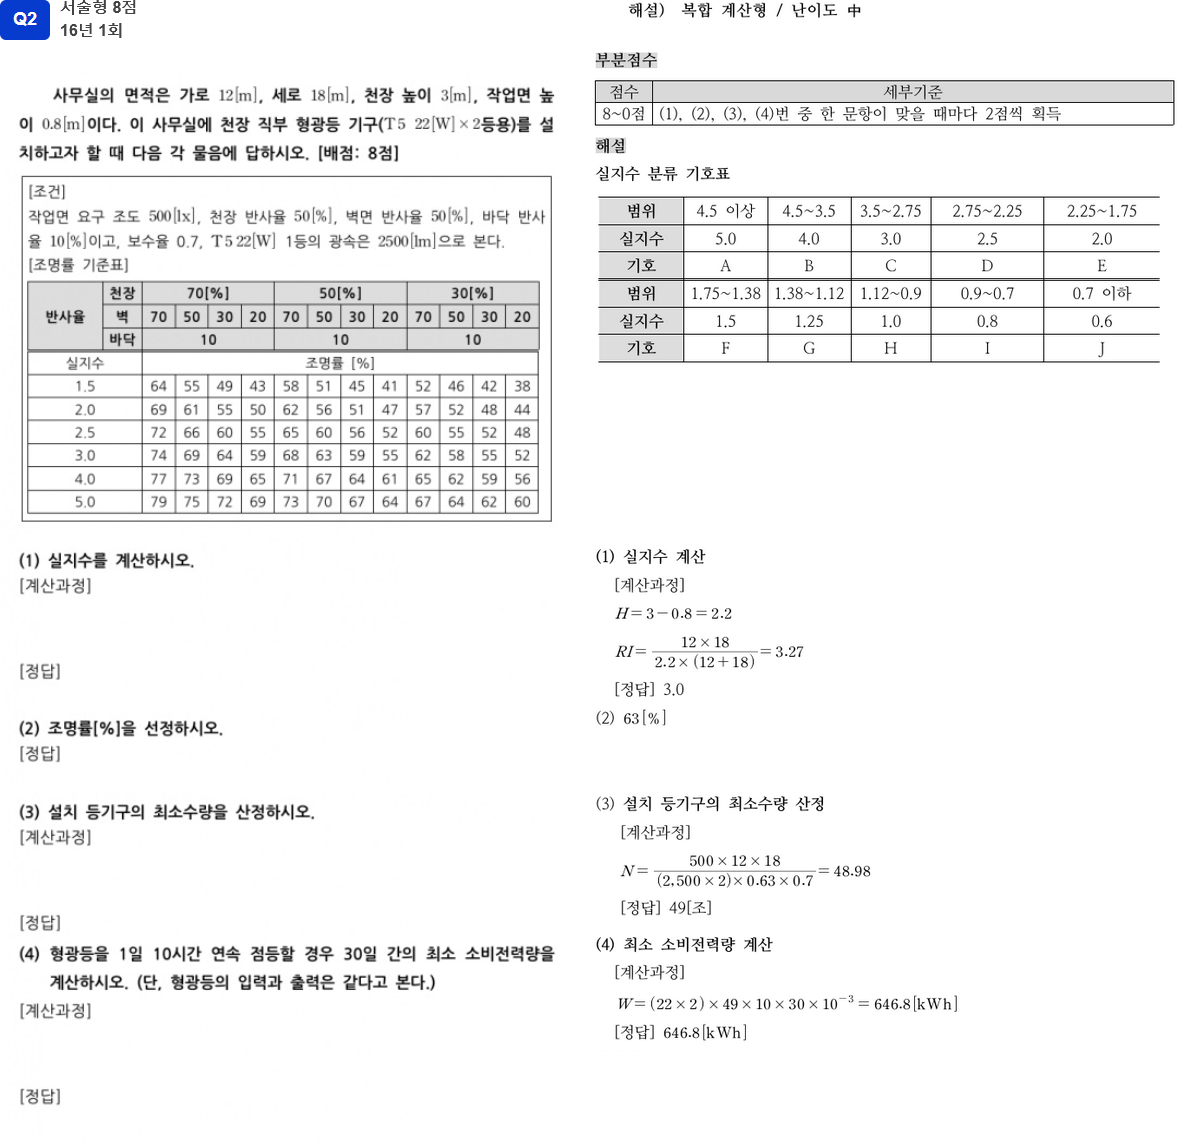 Q2
서술형 8점
16년 1회
사무실의 면적은 가로 12[m], 세로 18[m], 천장 높이 3[m], 작업면 높
이 0.8[m]이다. 이 사무실에 천장 직부 형광등 기구(T5 22[W]×2등용)를 설
치하고자 할 때 다음 각 물음에 답하시오. [배점: 8점]
[조건]
작업면 요구 조도 500[lx], 천장 반사율 50[%], 벽면 반사율 50[%], 바닥 반사
율 10[%]이고, 보수율 0.7, T5 22[W] 1등의 광속은 2500[lm]으로 본다.
[조명률 기준표]
반사율 천장 70[%] 50[%] 30[%]
벽 70 50 30 20 70 50 30 20 70 50 30 20
바닥 10 10 10
실지수 조명률 [%]
1.5 64 55 49 43 58 51 45 41 52 46 42 38
2.0 69 61 55 50 62 56 51 47 57 52 48 44
2.5 72 66 60 55 65 60 56 52 60 55 52 48
3.0 74 69 64 59 68 63 59 55 62 58 55 52
4.0 77 73 69 65 71 67 64 61 65 62 59 56
5.0 79 75 72 69 73 70 67 64 67 64 62 60
(1) 실지수를 계산하시오.
[계산과정]
[정답]
(2) 조명률[%]을 선정하시오.
[정답]
(3) 설치 등기구의 최소수량을 산정하시오.
[계산과정]
[정답]
(4) 형광등을 1일 10시간 연속 점등할 경우 30일 간의 최소 소비전력량을
계산하시오. (단, 형광등의 입력과 출력은 같다고 본다.)
[계산과정]
[정답]
해설) 복합 계산형 / 난이도 中
부분점수
점수 세부기준
8~0점 (1), (2), (3), (4)번 중 한 문항이 맞을 때마다 2점씩 획득
해설
실지수 분류 기호표
범위 4.5 이상 4.5~3.5 3.5~2.75 2.75~2.25 2.25~1.75
실지수 5.0 4.0 3.0 2.5 2.0
기호 A B C D E
범위 1.75~1.38 1.38~1.12 1.12~0.9 0.9~0.7 0.7 이하
실지수 1.5 1.25 1.0 0.8 0.6
기호 F G H I J
(1) 실지수 계산
[계산과정]
H=3-0.8=2.2
RI= 12×18 / 2.2×(12+18) =3.27
[정답] 3.0
(2) 63[%]
(3) 설치 등기구의 최소수량 산정
[계산과정]
N= 500×12×18 / (2,500×2)×0.63×0.7 =48.98
[정답] 49[조]
(4) 최소 소비전력량 계산
[계산과정]
W=(22×2)×49×10×30×10⁻³=646.8[kWh]
[정답] 646.8[kWh]